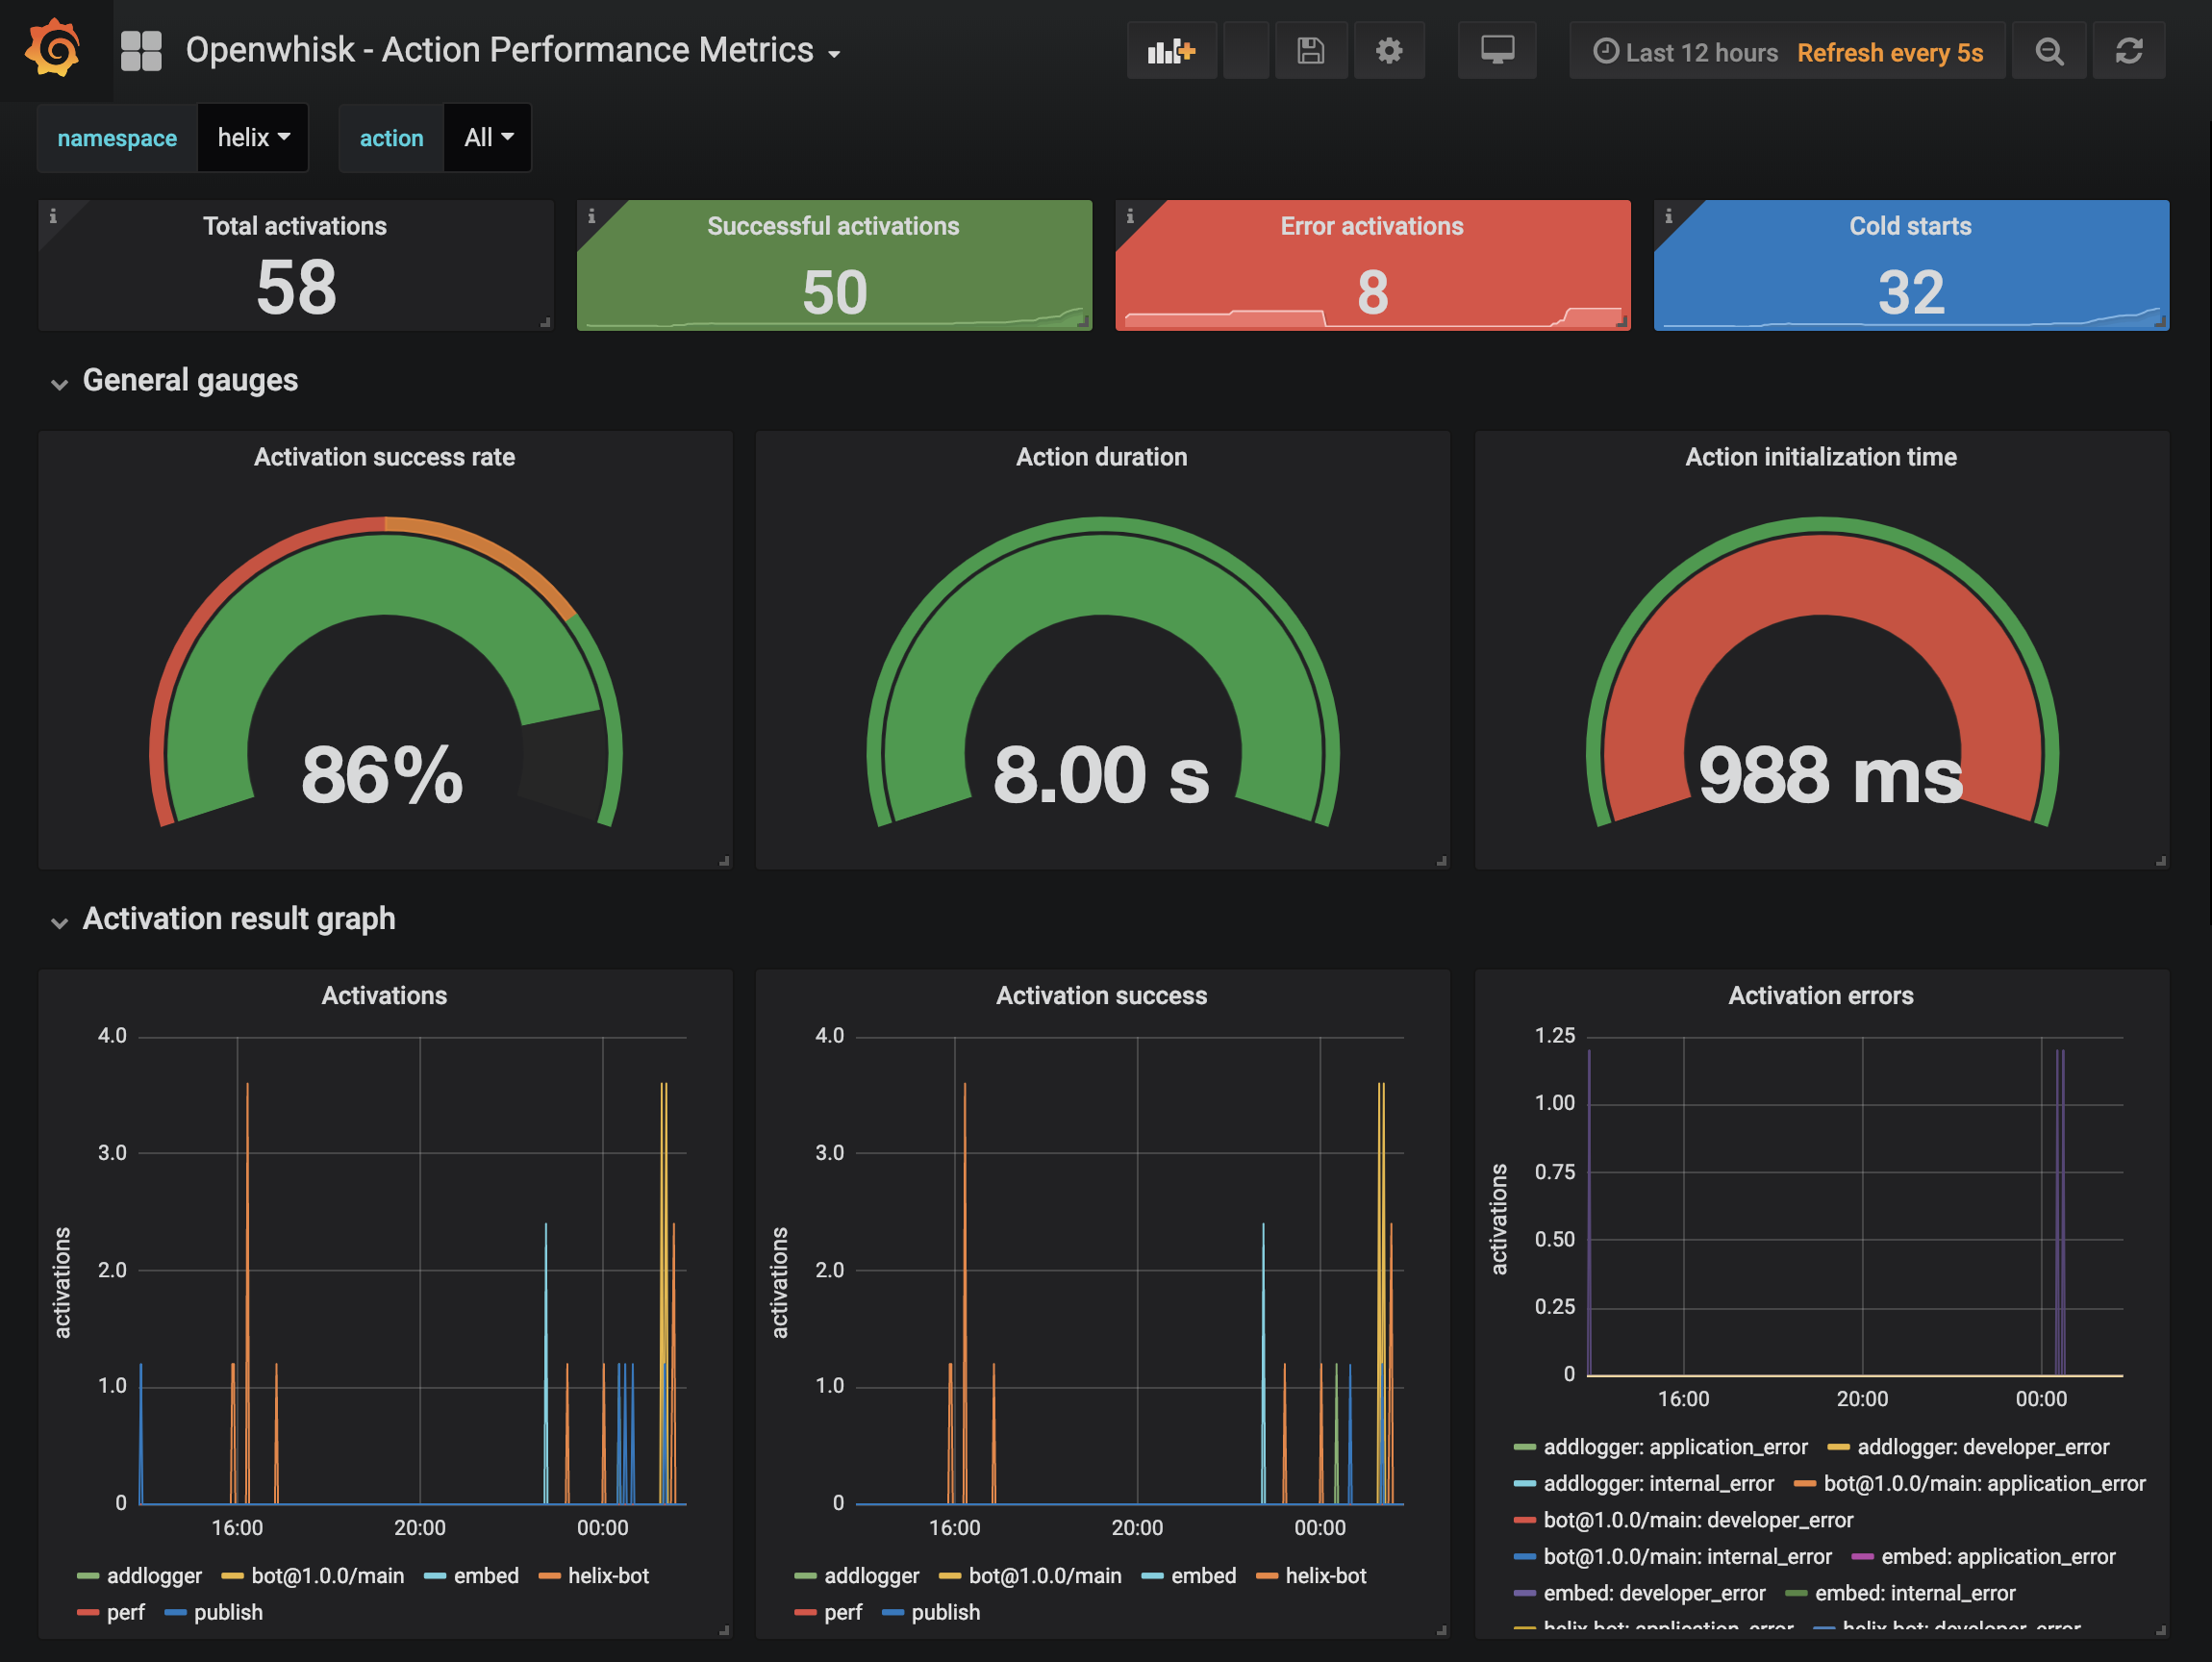 Openwhisk - Action Performance Metrics
Last 12 hours Refresh every 5s
namespace helix action All
Total activations
58
Successful activations
50
Error activations
8
Cold starts
32
General gauges
Activation success rate
86%
Action duration
8.00 s
Action initialization time
988 ms
Activation result graph
Activations
activations
4.0
3.0
2.0
1.0
0
16:00 20:00 00:00
addlogger bot@1.0.0/main embed helix-bot
perf publish
Activation success
activations
4.0
3.0
2.0
1.0
0
16:00 20:00 00:00
addlogger bot@1.0.0/main embed helix-bot
perf publish
Activation errors
activations
1.25
1.00
0.75
0.50
0.25
0
16:00 20:00 00:00
addlogger: application_error addlogger: developer_error
addlogger: internal_error bot@1.0.0/main: application_error
bot@1.0.0/main: developer_error
bot@1.0.0/main: internal_error embed: application_error
embed: developer_error embed: internal_error
helix-bot: application_error helix-bot: developer_error